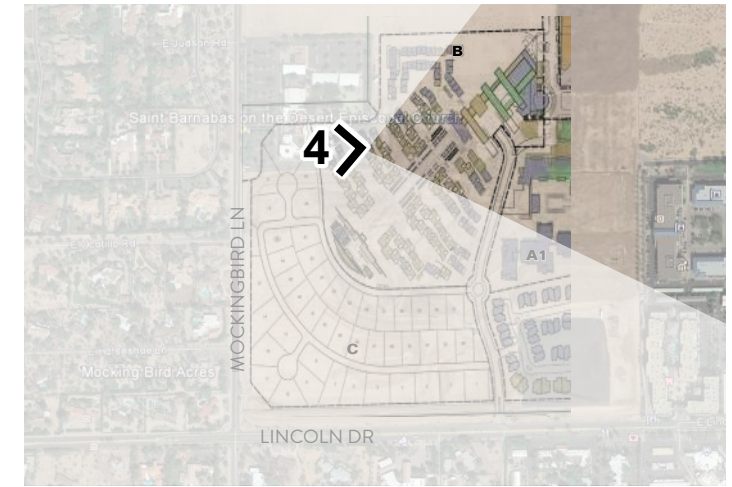 E Judson Rd
B
Saint Barnabas on the Desert Episcopal Church
4
MOCKINGBIRD LN
A1
C
Mocking Bird Acres
LINCOLN DR